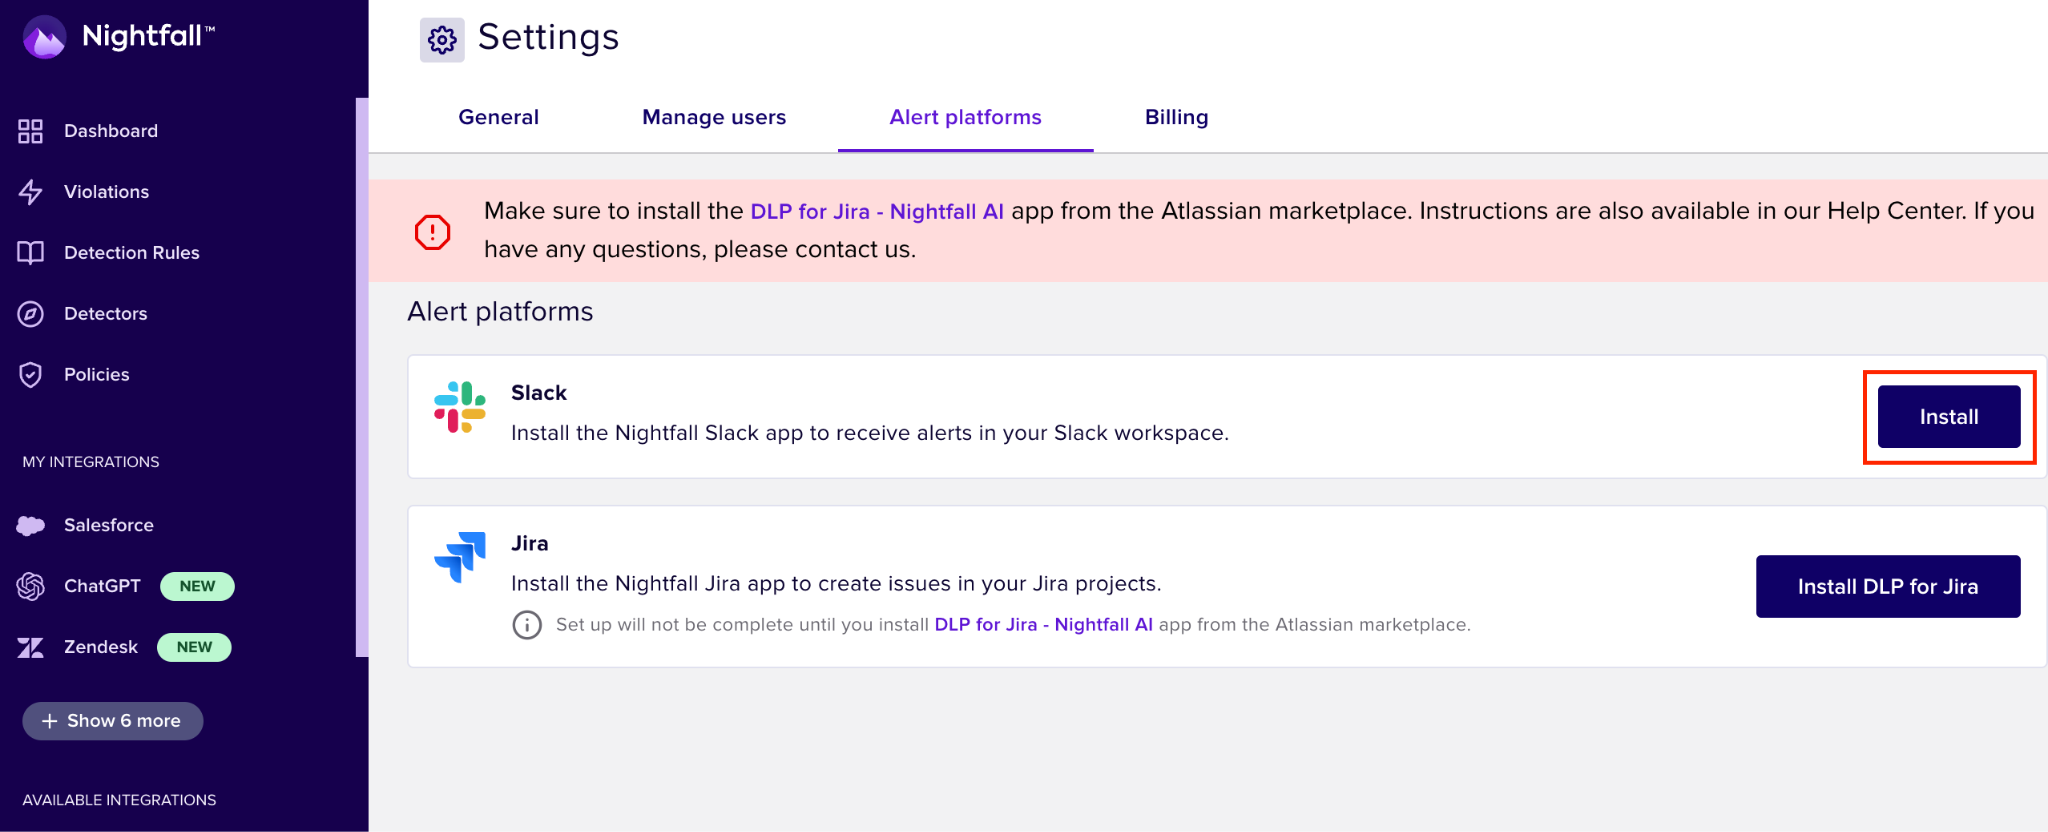 Nightfall™
Dashboard
Violations
Detection Rules
Detectors
Policies
MY INTEGRATIONS
Salesforce
ChatGPT NEW
Zendesk NEW
+ Show 6 more
AVAILABLE INTEGRATIONS
Settings
General Manage users Alert platforms Billing
Make sure to install the DLP for Jira - Nightfall AI app from the Atlassian marketplace. Instructions are also available in our Help Center. If you
have any questions, please contact us.
Alert platforms
Slack
Install the Nightfall Slack app to receive alerts in your Slack workspace.
Install
Jira
Install the Nightfall Jira app to create issues in your Jira projects.
Set up will not be complete until you install DLP for Jira - Nightfall AI app from the Atlassian marketplace.
Install DLP for Jira